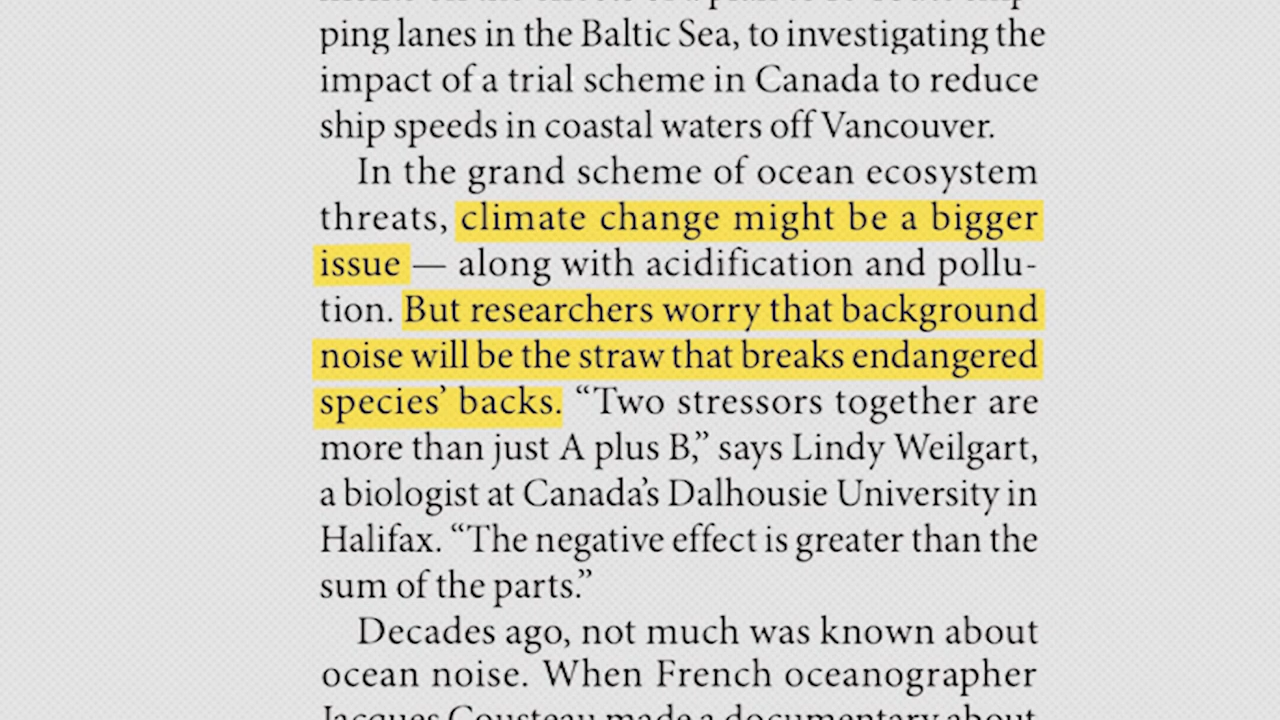 ping lanes in the Baltic Sea, to investigating the
impact of a trial scheme in Canada to reduce
ship speeds in coastal waters off Vancouver.
In the grand scheme of ocean ecosystem
threats, climate change might be a bigger
issue — along with acidification and pollu-
tion. But researchers worry that background
noise will be the straw that breaks endangered
species’ backs. “Two stressors together are
more than just A plus B,” says Lindy Weilgart,
a biologist at Canada’s Dalhousie University in
Halifax. “The negative effect is greater than the
sum of the parts.”
Decades ago, not much was known about
ocean noise. When French oceanographer
Jacques Cousteau made a documentary about